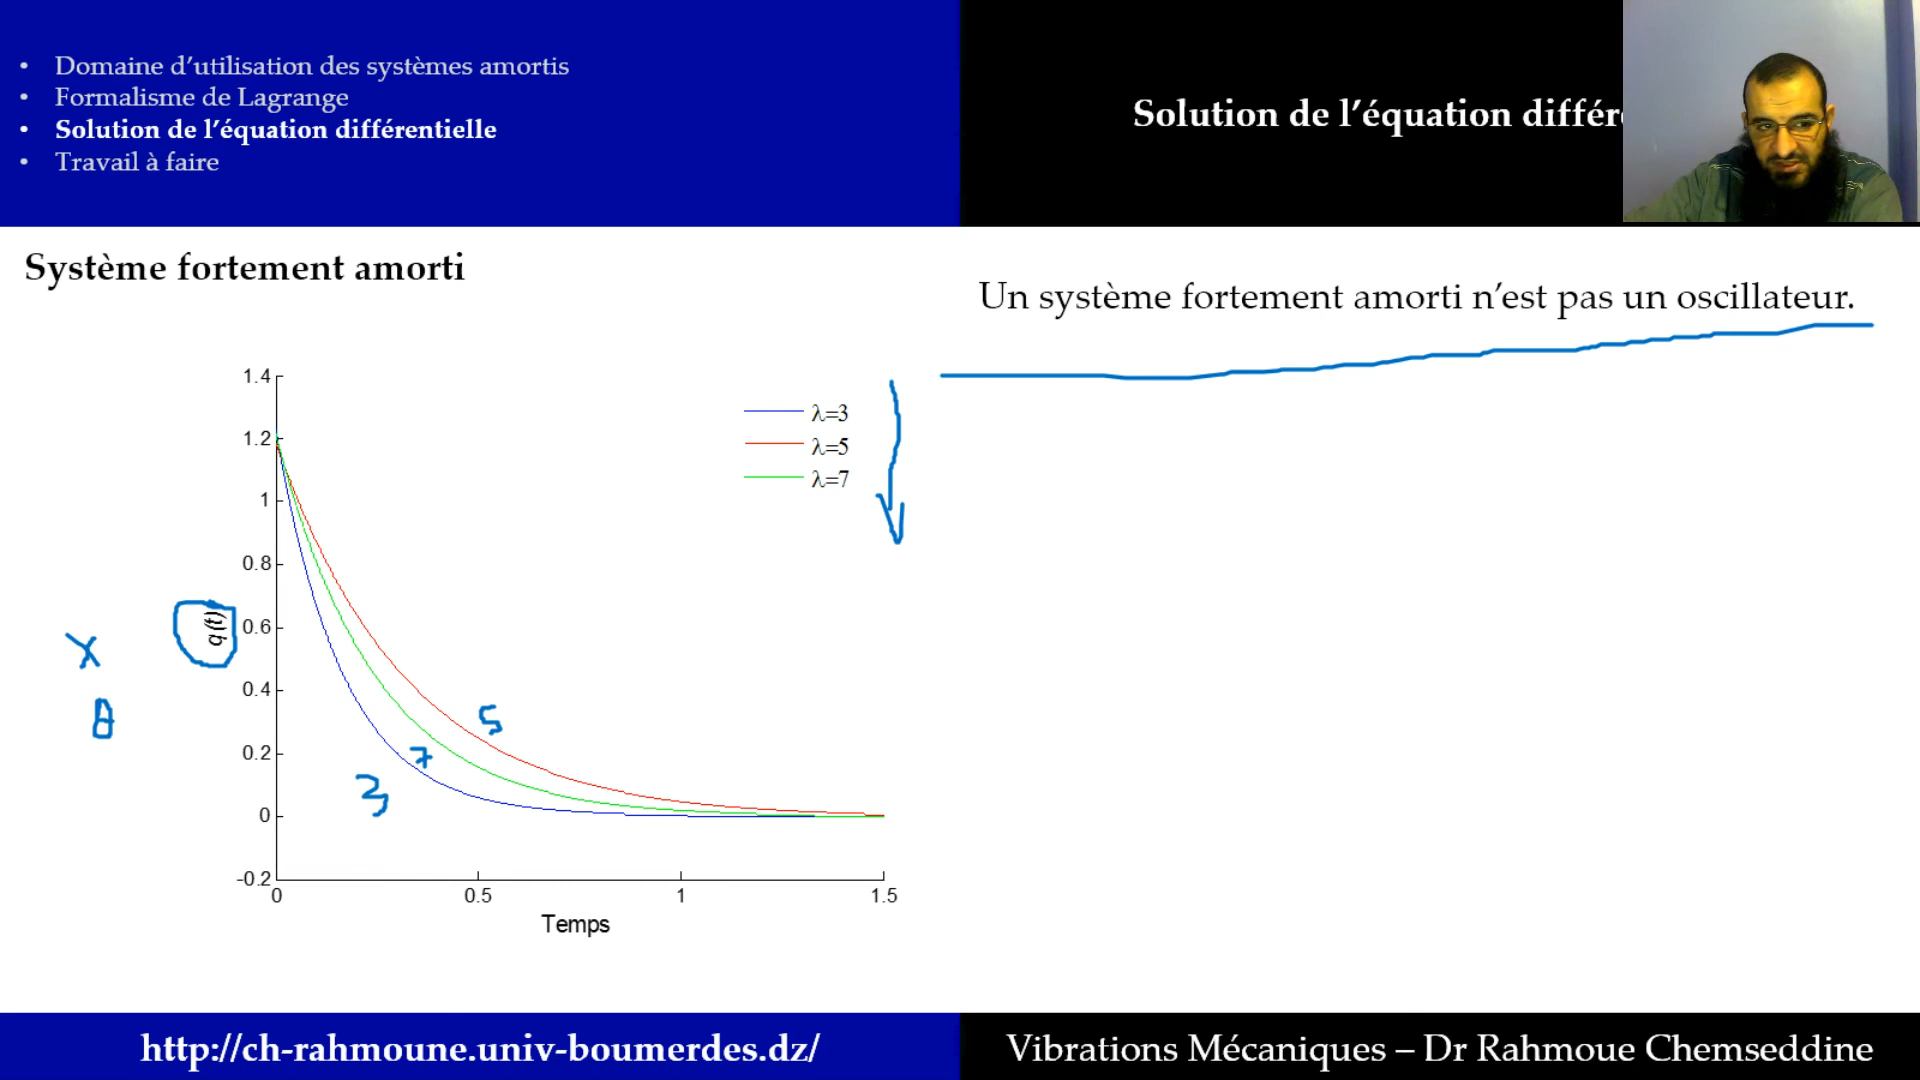 • Domaine d’utilisation des systèmes amortis
• Formalisme de Lagrange
• Solution de l’équation différentielle
• Travail à faire
Solution de l’équation différe
Système fortement amorti
Un système fortement amorti n’est pas un oscillateur.
1.4
1.2
1
0.8
0.6
0.4
0.2
0
-0.2
0
0.5
1
1.5
q(t)
Temps
λ=3
λ=5
λ=7
x
θ
5
7
3
http://ch-rahmoune.univ-boumerdes.dz/
Vibrations Mécaniques – Dr Rahmoue Chemseddine